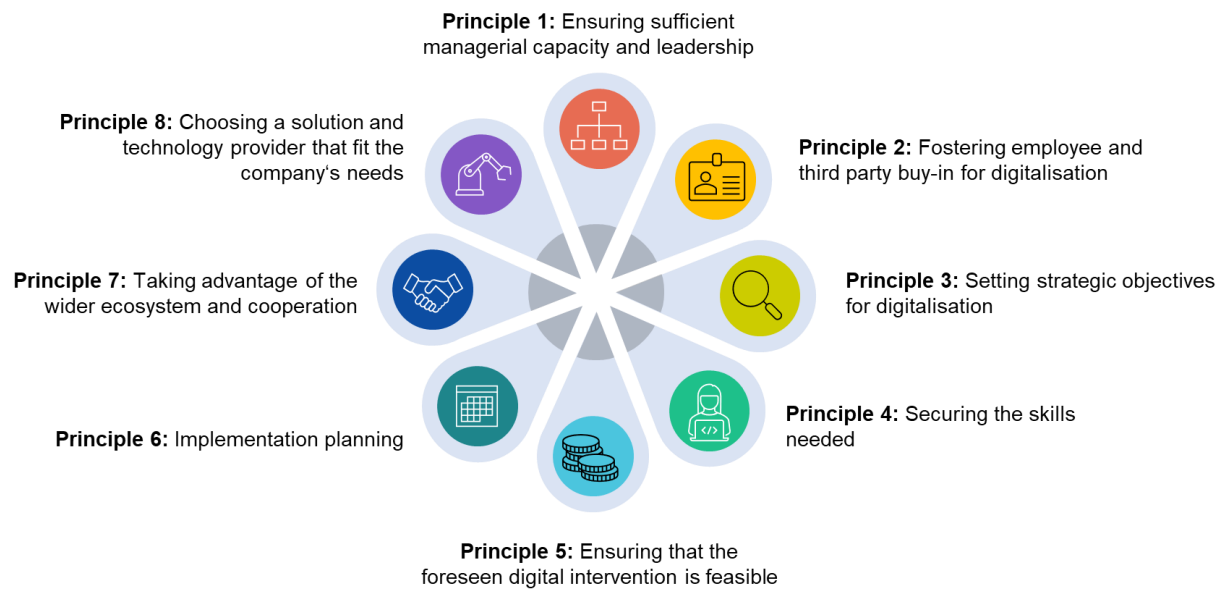 Principle 1: Ensuring sufficient
managerial capacity and leadership
Principle 2: Fostering employee and
third party buy-in for digitalisation
Principle 3: Setting strategic objectives
for digitalisation
Principle 4: Securing the skills
needed
Principle 5: Ensuring that the
foreseen digital intervention is feasible
Principle 6: Implementation planning
Principle 7: Taking advantage of the
wider ecosystem and cooperation
Principle 8: Choosing a solution and
technology provider that fit the
company‘s needs